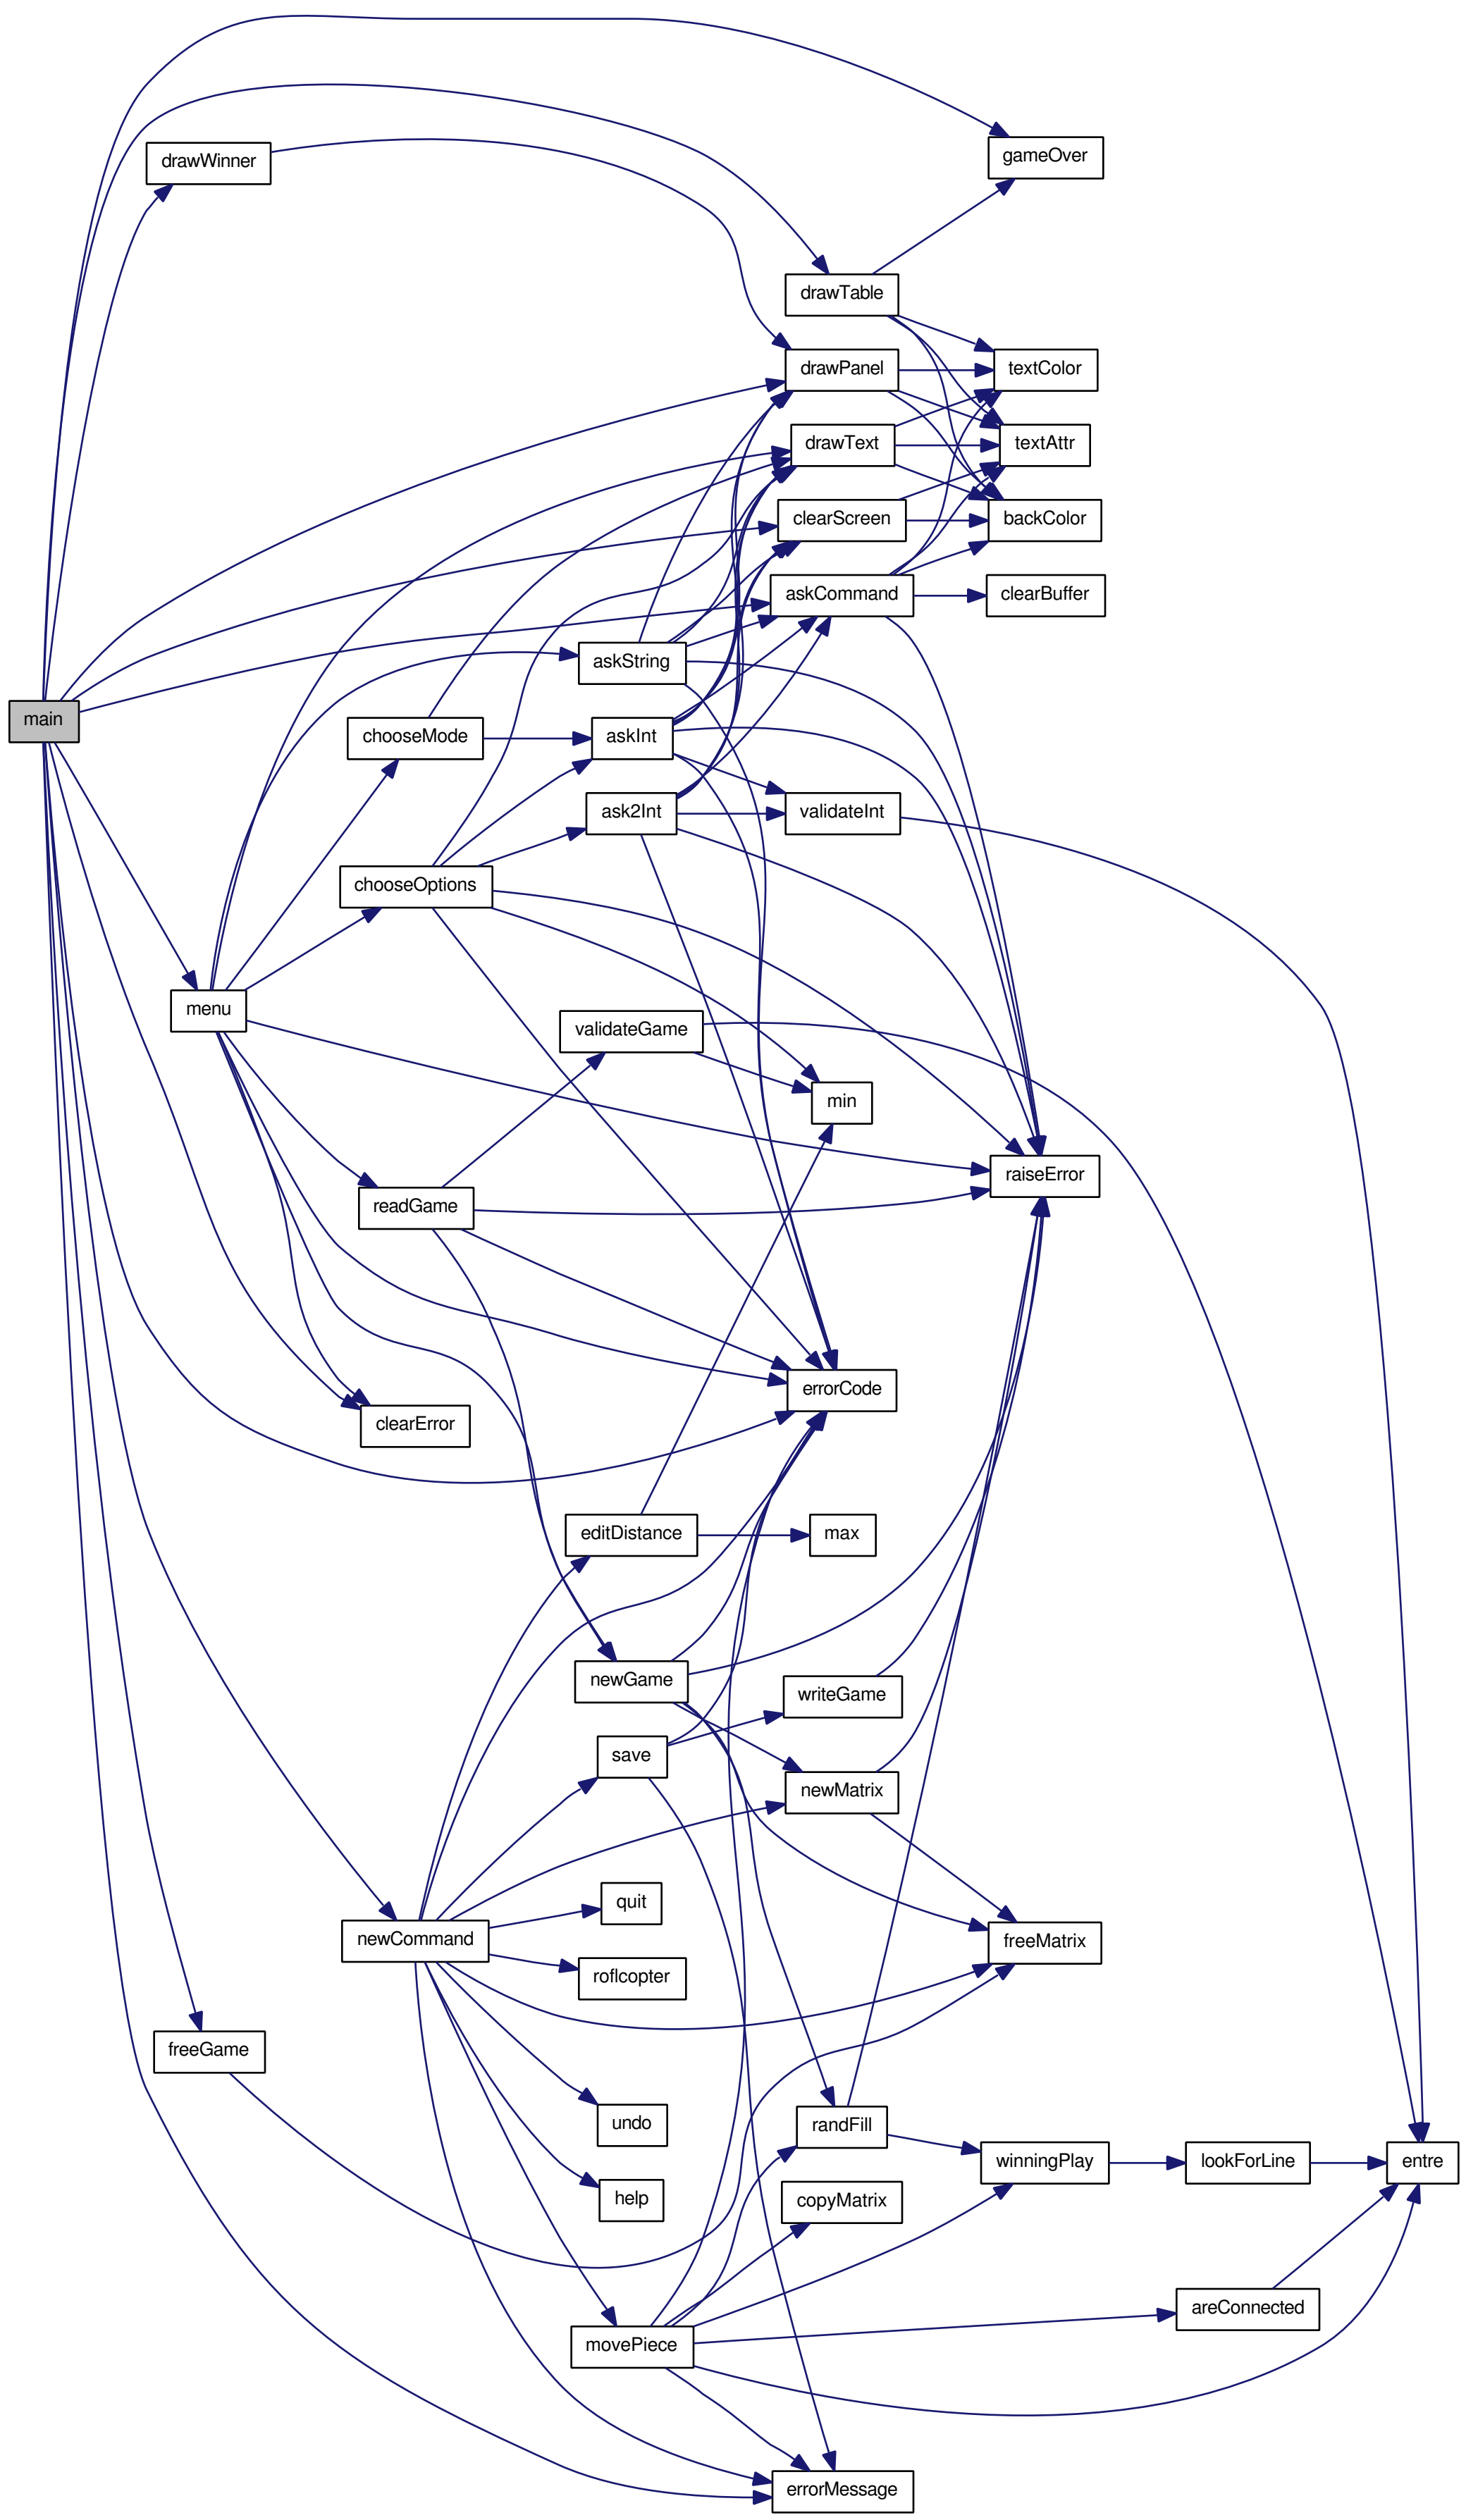 gameOver
drawWinner
drawTable
drawPanel
textColor
drawText
textAttr
clearScreen
backColor
askCommand
clearBuffer
askString
main
chooseMode
askInt
ask2Int
validateInt
chooseOptions
menu
validateGame
min
raiseError
readGame
errorCode
clearError
editDistance
max
newGame
writeGame
save
newMatrix
quit
newCommand
freeMatrix
roflcopter
freeGame
undo
randFill
winningPlay
lookForLine
entre
help
copyMatrix
areConnected
movePiece
errorMessage